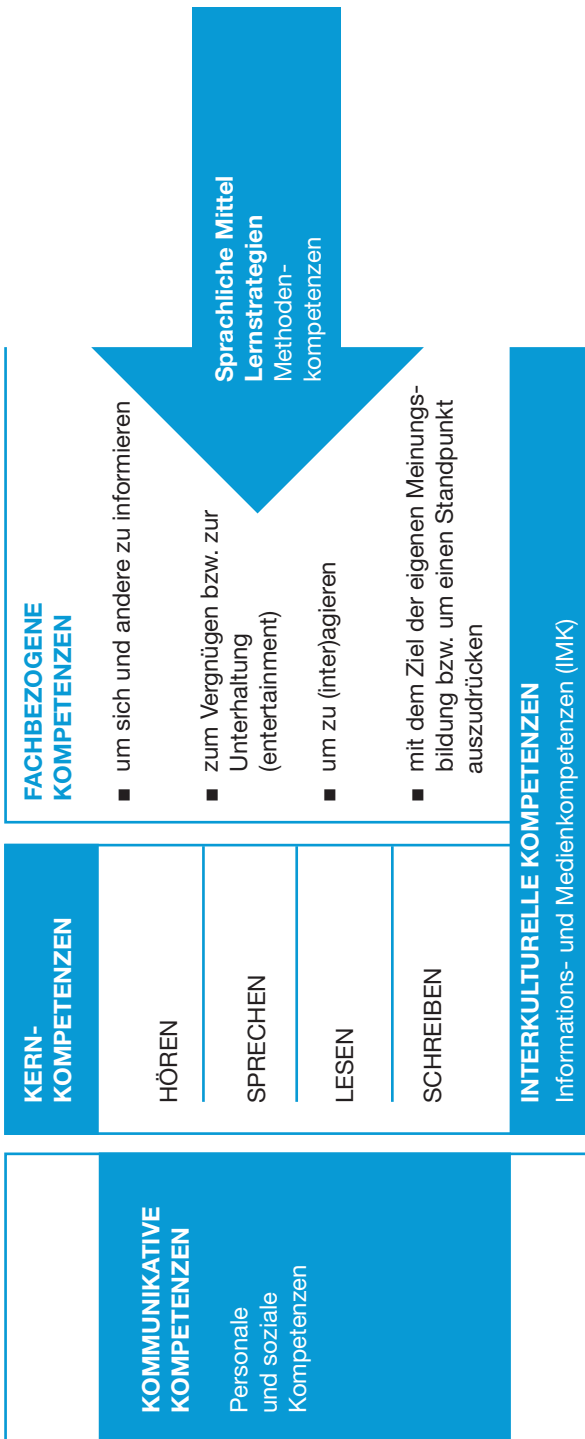 KOMMUNIKATIVE
KOMPETENZEN
Personale
und soziale
Kompetenzen
KERN-
KOMPETENZEN
HÖREN
SPRECHEN
LESEN
SCHREIBEN
FACHBEZOGENE
KOMPETENZEN
■ um sich und andere zu informieren
■ zum Vergnügen bzw. zur
Unterhaltung
(entertainment)
■ um zu (inter)agieren
■ mit dem Ziel der eigenen Meinungs-
bildung bzw. um einen Standpunkt
auszudrücken
Sprachliche Mittel
Lernstrategien
Methoden-
kompetenzen
INTERKULTURELLE KOMPETENZEN
Informations- und Medienkompetenzen (IMK)